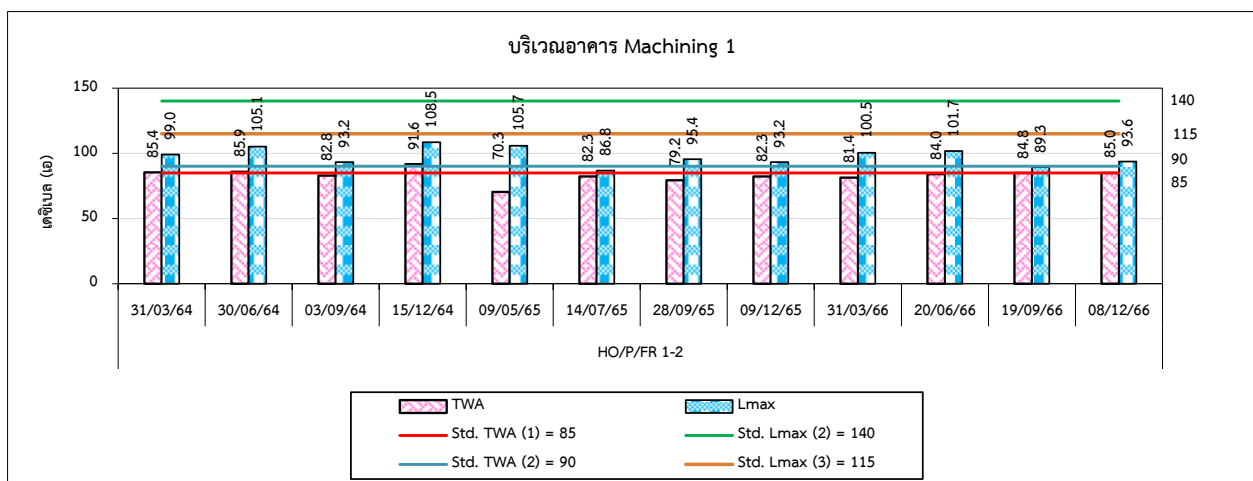 บริเวณอาคาร Machining 1
เดซิเบล (เอ)
150
100
50
0
140
115
90
85
85.4 99.0 85.9 105.1 82.8 93.2 91.6 108.5 70.3 105.7 82.3 86.8 79.2 95.4 82.3 93.2 81.4 100.5 84.0 101.7 84.8 89.3 85.0 93.6
31/03/64 30/06/64 03/09/64 15/12/64 09/05/65 14/07/65 28/09/65 09/12/65 31/03/66 20/06/66 19/09/66 08/12/66
HO/P/FR 1-2
TWA Lmax
Std. TWA (1) = 85 Std. Lmax (2) = 140
Std. TWA (2) = 90 Std. Lmax (3) = 115